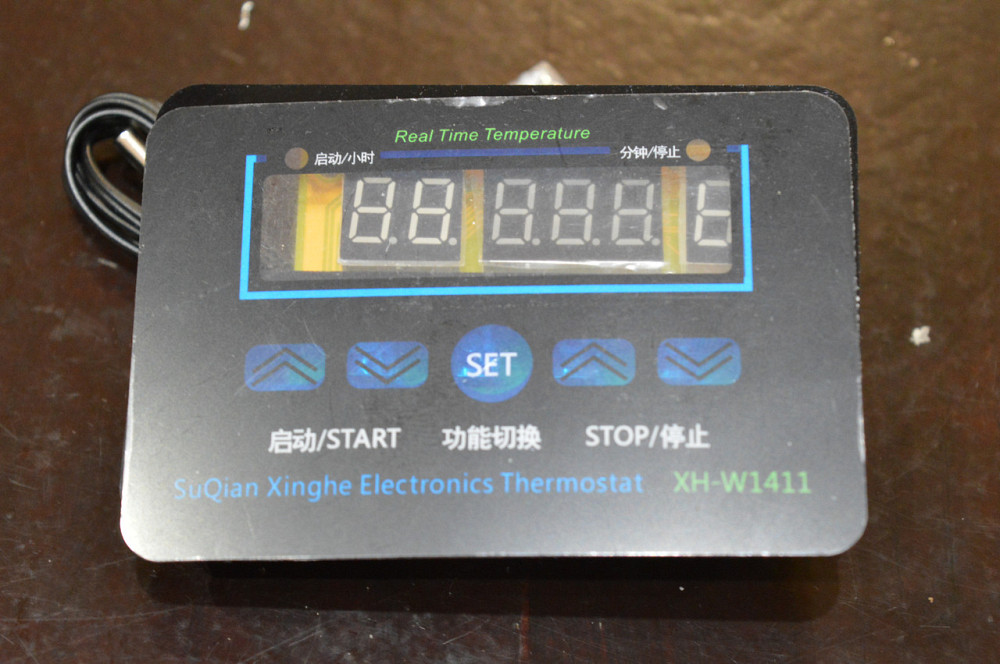 Real Time Temperature
启动/小时 分钟/停止
SET
启动/START 功能切换 STOP/停止
SuQian Xinghe Electronics Thermostat XH-W1411